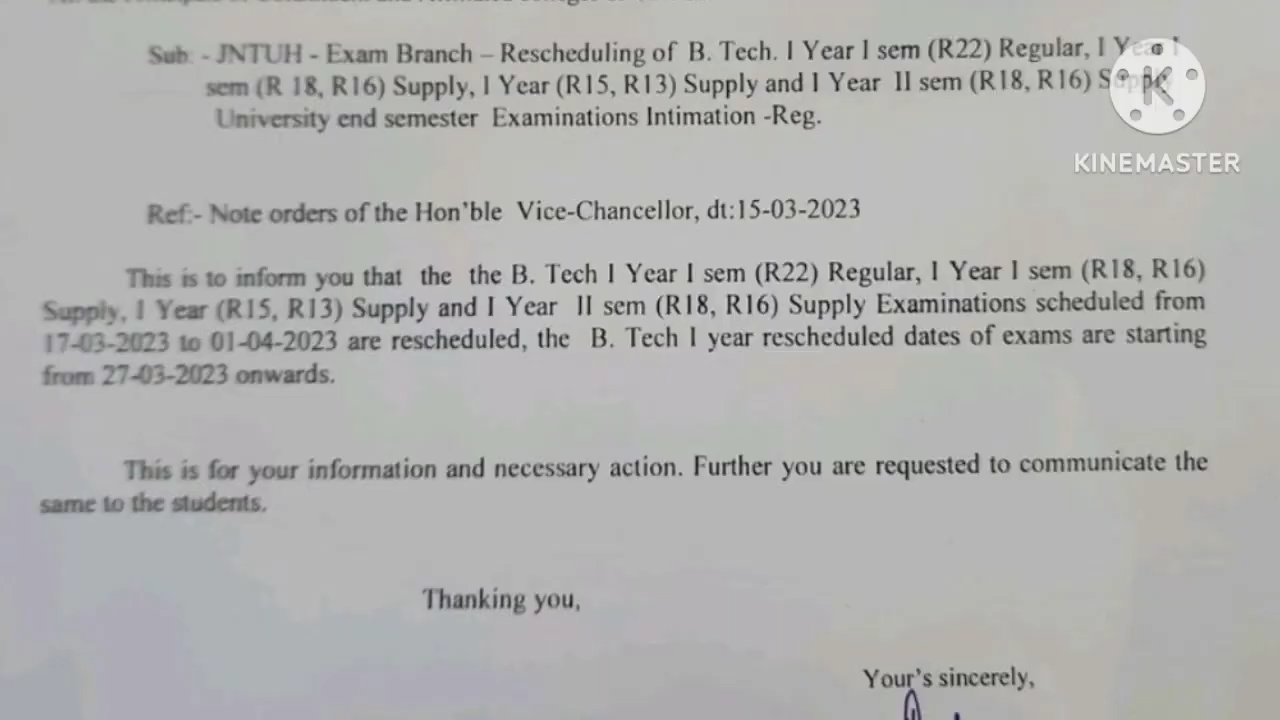 Sub: - JNTUH - Exam Branch – Rescheduling of B. Tech. I Year I sem (R22) Regular, I Year I
sem (R 18, R16) Supply, I Year (R15, R13) Supply and I Year II sem (R18, R16) Supply
University end semester Examinations Intimation -Reg.
KINEMASTER
Ref:- Note orders of the Hon'ble Vice-Chancellor, dt:15-03-2023
This is to inform you that the the B. Tech I Year I sem (R22) Regular, I Year I sem (R18, R16)
Supply, I Year (R15, R13) Supply and I Year II sem (R18, R16) Supply Examinations scheduled from
17-03-2023 to 01-04-2023 are rescheduled, the B. Tech I year rescheduled dates of exams are starting
from 27-03-2023 onwards.
This is for your information and necessary action. Further you are requested to communicate the
same to the students.
Thanking you,
Your's sincerely,